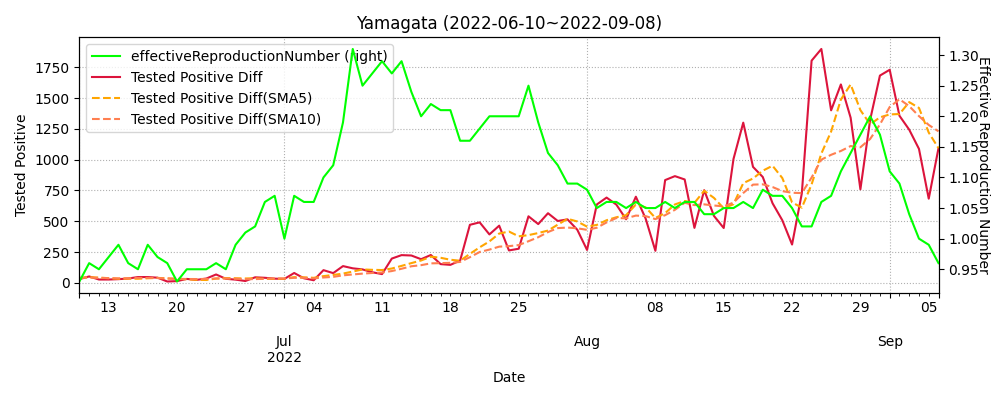 Yamagata (2022-06-10~2022-09-08)
effectiveReproductionNumber (right)
Tested Positive Diff
Tested Positive Diff(SMA5)
Tested Positive Diff(SMA10)
Tested Positive
1750
1500
1250
1000
750
500
250
0
1.30
1.25
1.20
1.15
1.10
1.05
1.00
0.95
Effective Reproduction Number
13 20 27 04 11 18 25 08 15 22 29 05
Jul Aug Sep
2022
Date